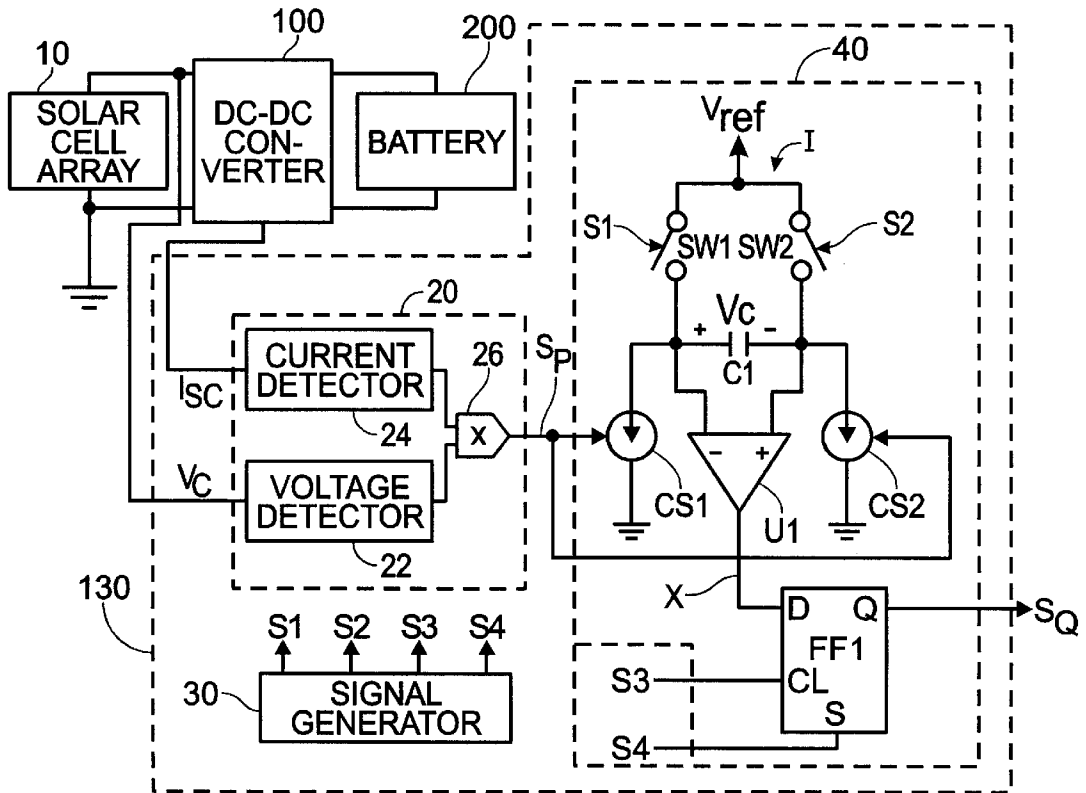 100
200
10
40
SOLAR
CELL
ARRAY
DC-DC
CON-
VERTER
BATTERY
Vref
I
S1
SW1
SW2
S2
20
Vc
+
-
C1
CURRENT
DETECTOR
24
ISC
26
X
SP
VOLTAGE
DETECTOR
22
VC
CS1
-
+
U1
CS2
130
X
D
Q
FF1
CL
S
SQ
S1
S2
S3
S4
30
SIGNAL
GENERATOR
S3
S4